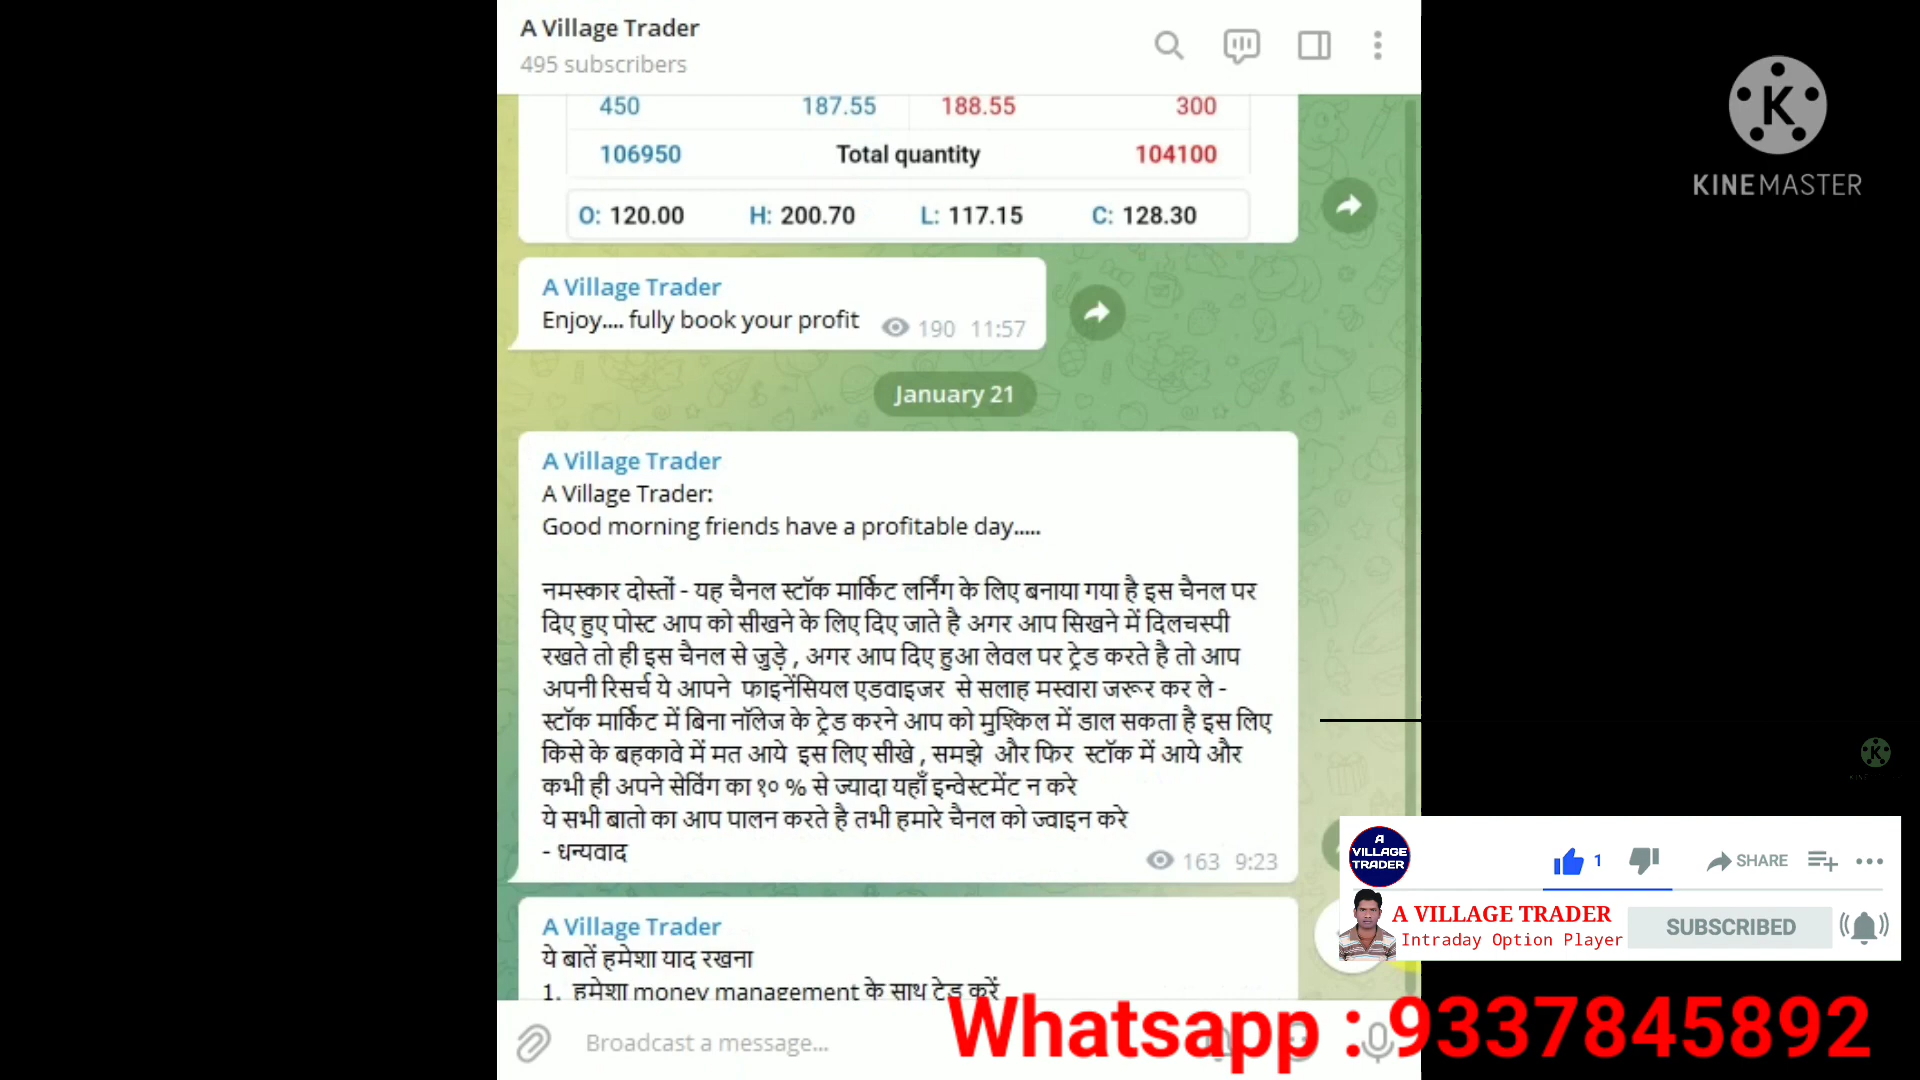 A Village Trader
495 subscribers
450 187.55 188.55 300
106950 Total quantity 104100
O: 120.00 H: 200.70 L: 117.15 C: 128.30
A Village Trader
Enjoy.... fully book your profit 190 11:57
January 21
A Village Trader
A Village Trader:
Good morning friends have a profitable day.....
नमस्कार दोस्तों - यह चैनल स्टॉक मार्किट लर्निंग के लिए बनाया गया है इस चैनल पर
दिए हुए पोस्ट आप को सीखने के लिए दिए जाते है अगर आप सिखने में दिलचस्पी
रखते तो ही इस चैनल से जुड़े , अगर आप दिए हुआ लेवल पर ट्रेड करते है तो आप
अपनी रिसर्च ये आपने फाइनेंसियल एडवाइजर से सलाह मस्वारा जरूर कर ले -
स्टॉक मार्किट में बिना नॉलेज के ट्रेड करने आप को मुश्किल में डाल सकता है इस लिए
किसे के बहकावे में मत आये इस लिए सीखे , समझे और फिर स्टॉक में आये और
कभी ही अपने सेविंग का १० % से ज्यादा यहाँ इन्वेस्टमेंट न करे
ये सभी बातो का आप पालन करते है तभी हमारे चैनल को ज्वाइन करे
- धन्यवाद
163 9:23
A Village Trader
ये बातें हमेशा याद रखना
1. हमेशा money management के साथ ट्रेड करें
Broadcast a message...
Whatsapp : 9337845892
K
KINEMASTER
A
VILLAGE
TRADER
1 SHARE
A VILLAGE TRADER
Intraday Option Player
SUBSCRIBED